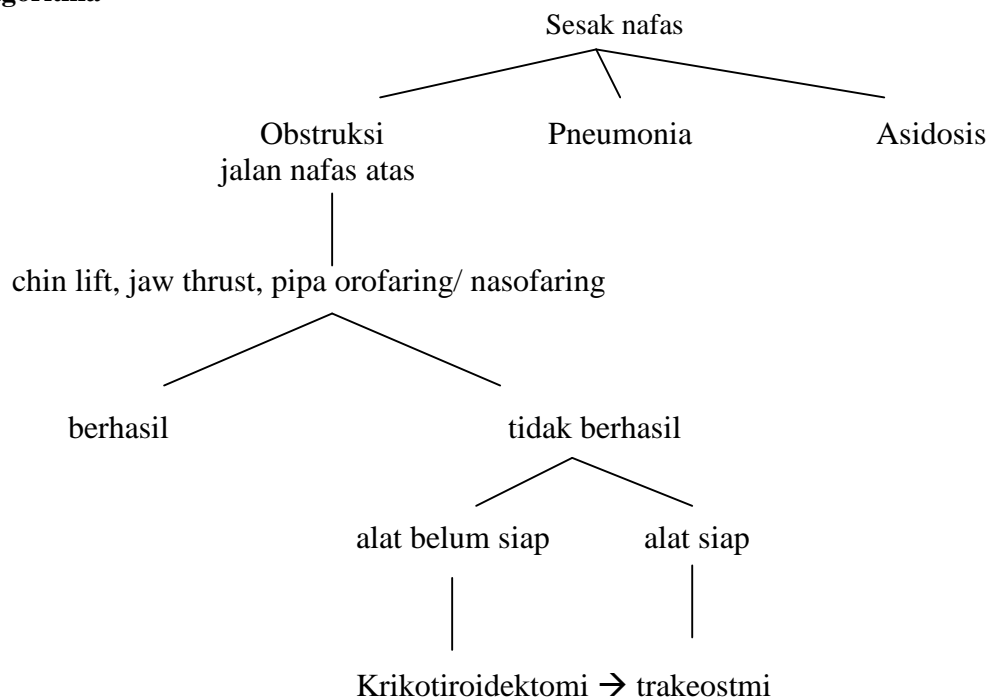 Sesak nafas
Obstruksi Pneumonia Asidosis
jalan nafas atas
chin lift, jaw thrust, pipa orofaring/ nasofaring
berhasil tidak berhasil
alat belum siap alat siap
Krikotiroidektomi → trakeostmi